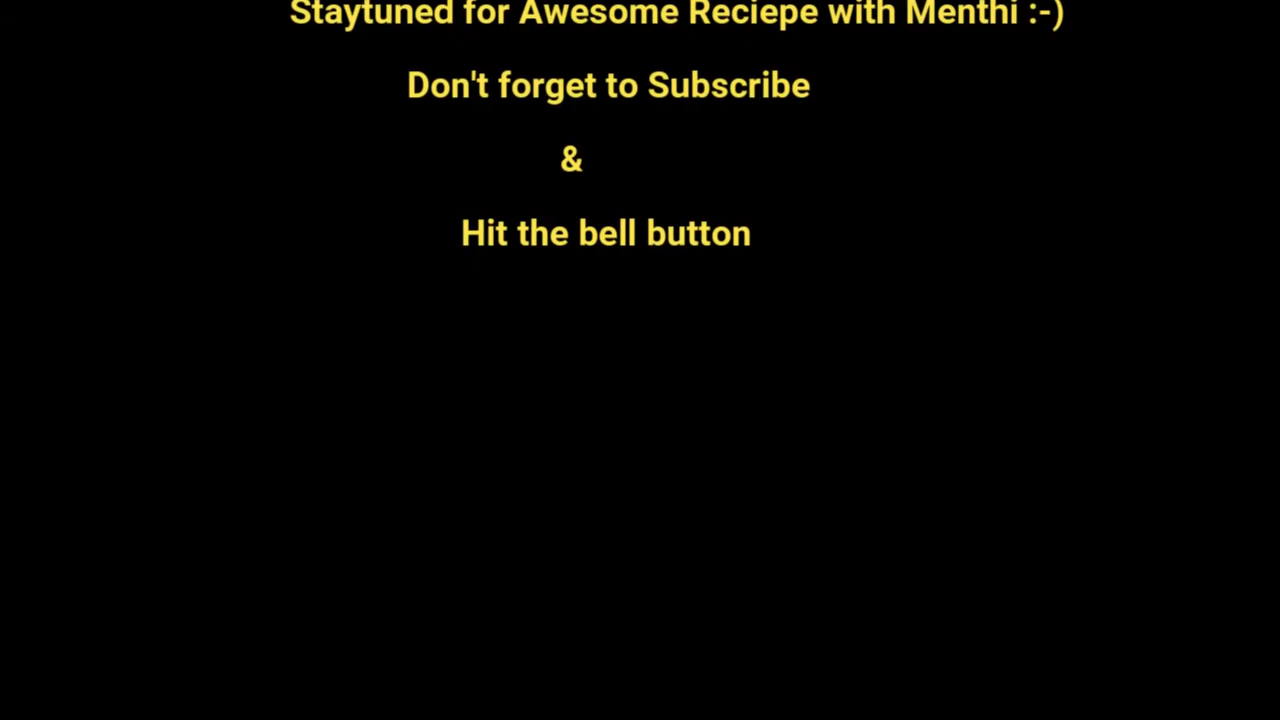 Staytuned for Awesome Reciepe with Menthi :-)
Don't forget to Subscribe
&
Hit the bell button